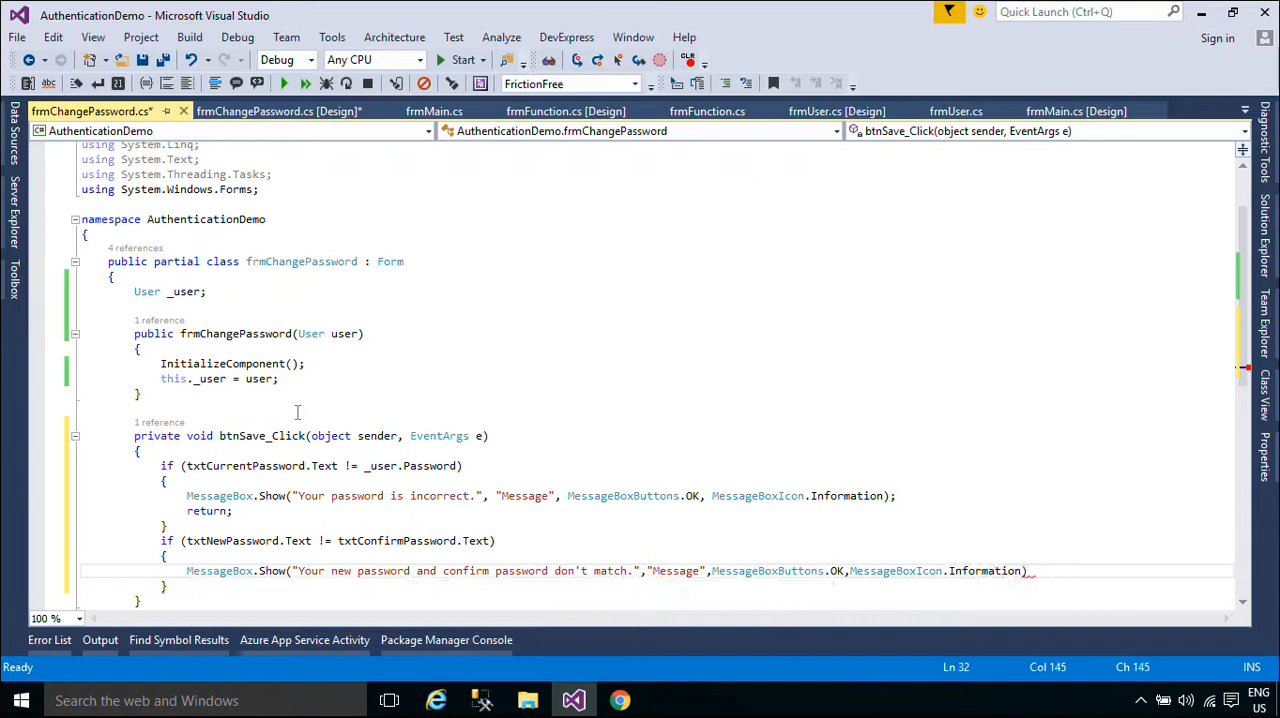 AuthenticationDemo - Microsoft Visual Studio
Quick Launch (Ctrl+Q)
File Edit View Project Build Debug Team Tools Architecture Test Analyze DevExpress Window Help
Sign in
Debug Any CPU Start CLR
FrictionFree
frmChangePassword.cs* frmChangePassword.cs [Design]* frmMain.cs frmFunction.cs [Design] frmFunction.cs frmUser.cs [Design] frmUser.cs frmMain.cs [Design]
AuthenticationDemo AuthenticationDemo.frmChangePassword btnSave_Click(object sender, EventArgs e)
Data Sources
Server Explorer
Toolbox
using System.Linq;
using System.Text;
using System.Threading.Tasks;
using System.Windows.Forms;
namespace AuthenticationDemo
{
4 references
public partial class frmChangePassword : Form
{
User _user;
1 reference
public frmChangePassword(User user)
{
InitializeComponent();
this._user = user;
}
1 reference
private void btnSave_Click(object sender, EventArgs e)
{
if (txtCurrentPassword.Text != _user.Password)
{
MessageBox.Show("Your password is incorrect.", "Message", MessageBoxButtons.OK, MessageBoxIcon.Information);
return;
}
if (txtNewPassword.Text != txtConfirmPassword.Text)
{
MessageBox.Show("Your new password and confirm password don't match.","Message",MessageBoxButtons.OK,MessageBoxIcon.Information)
}
}
Diagnostic Tools
Solution Explorer
Team Explorer
Class View
Properties
100 %
Error List Output Find Symbol Results Azure App Service Activity Package Manager Console
Ready Ln 32 Col 145 Ch 145 INS
Search the web and Windows
ENG
US